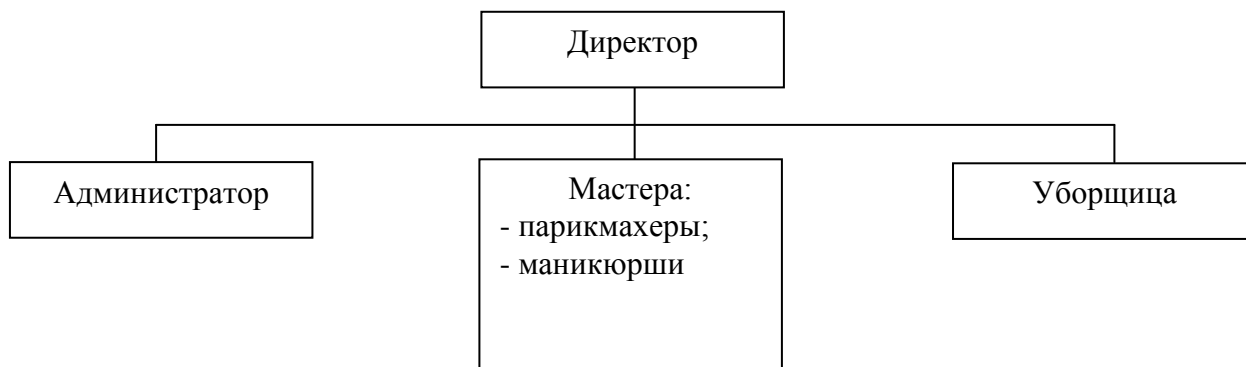 Директор
Администратор
Мастера:
- парикмахеры;
- маникюрши
Уборщица